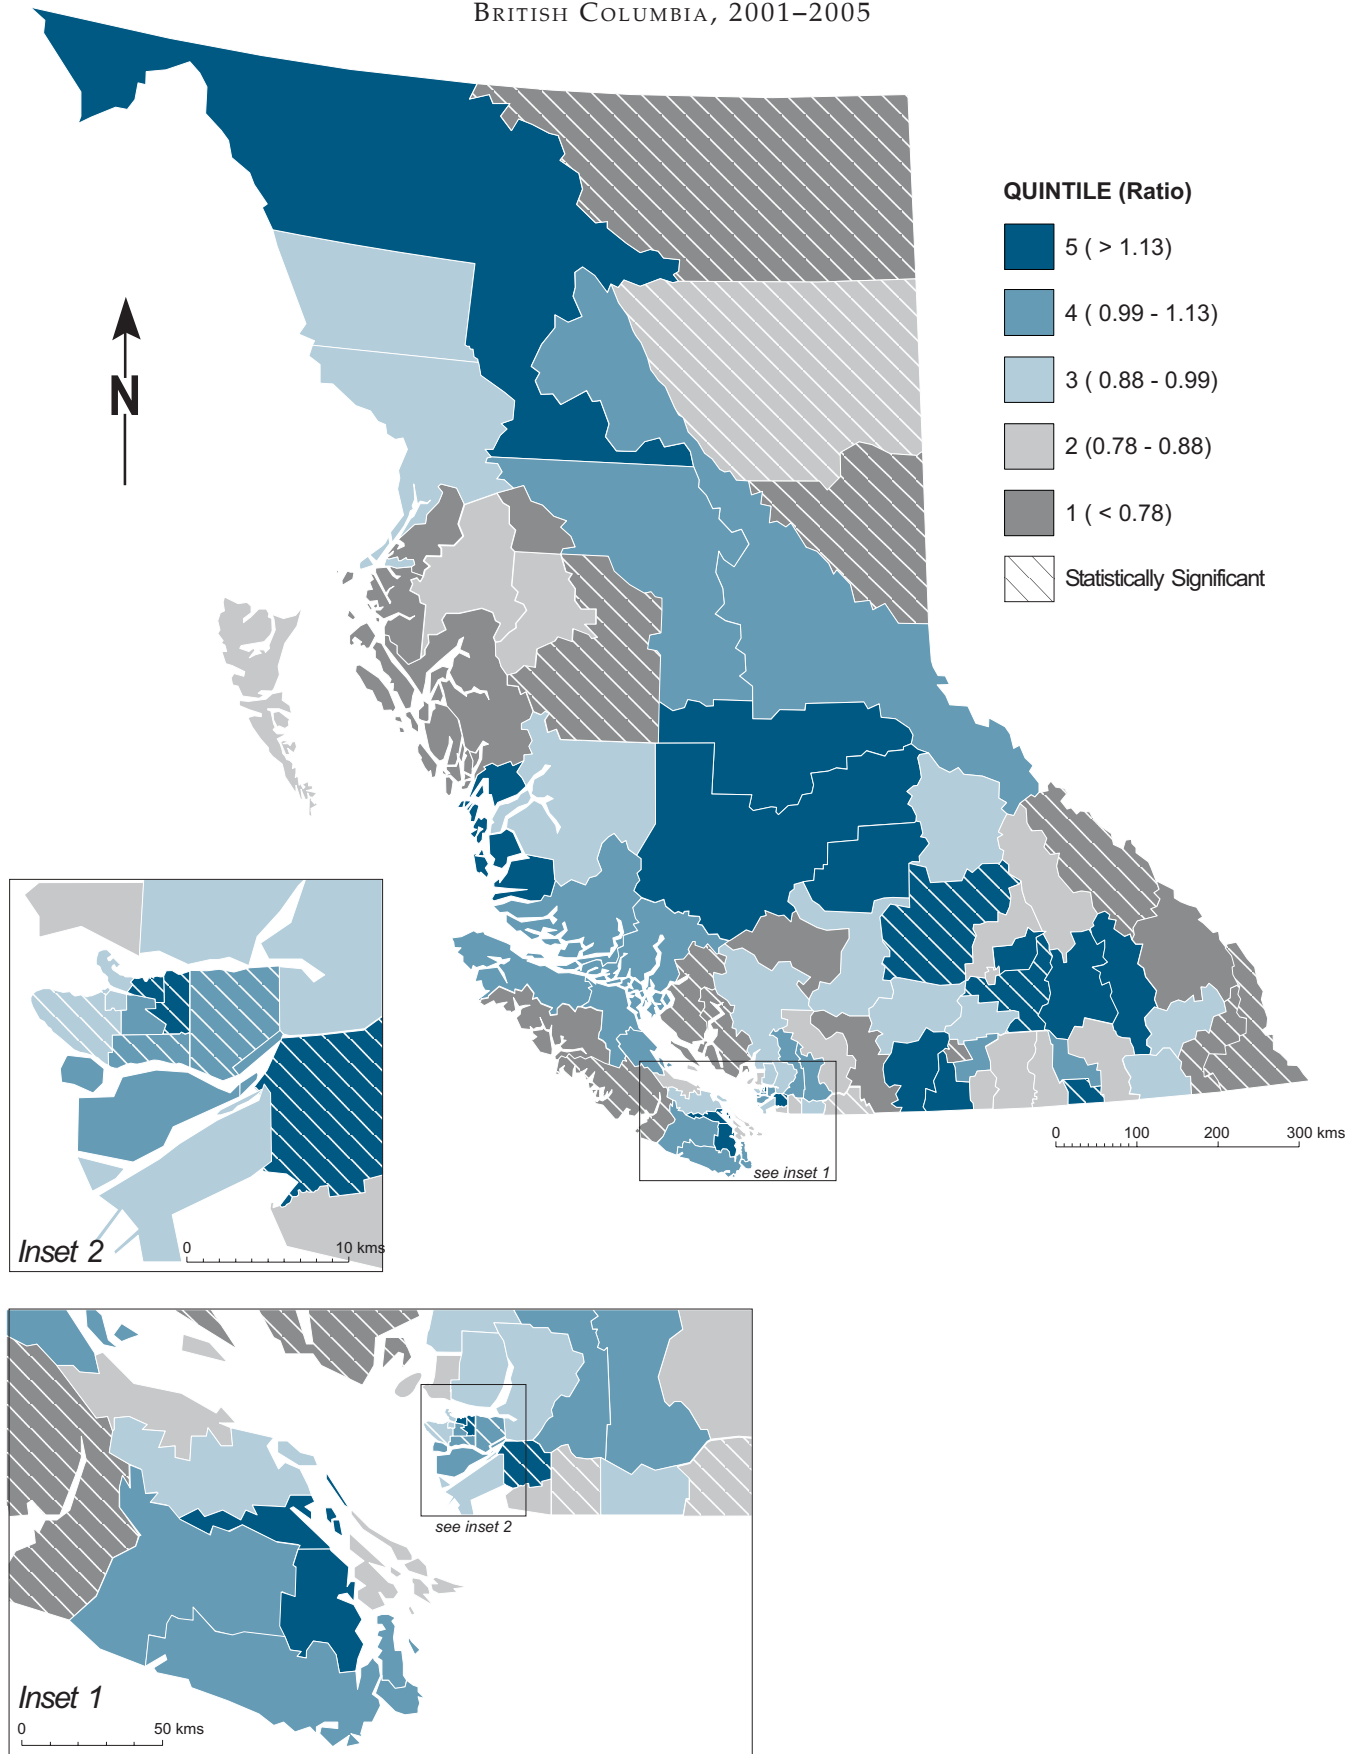 BRITISH COLUMBIA, 2001–2005
QUINTILE (Ratio)
5 ( > 1.13)
4 ( 0.99 - 1.13)
3 ( 0.88 - 0.99)
2 (0.78 - 0.88)
1 ( < 0.78)
Statistically Significant
N
0 100 200 300 kms
see inset 1
Inset 2
0 10 kms
see inset 2
Inset 1
0 50 kms